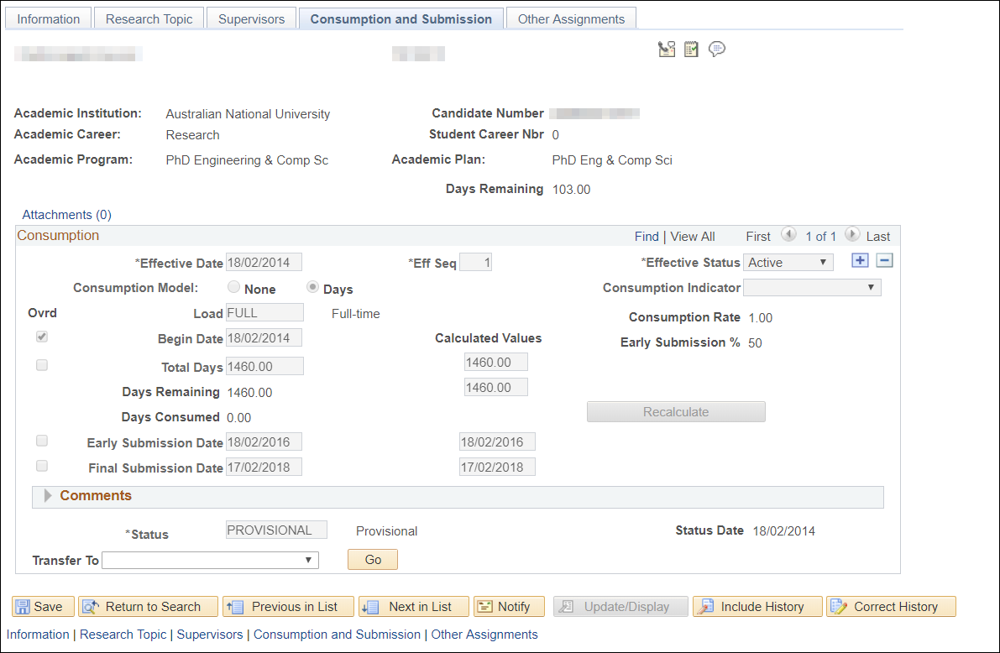 Information Research Topic Supervisors Consumption and Submission Other Assignments
Academic Institution: Australian National University Candidate Number
Academic Career: Research Student Career Nbr 0
Academic Program: PhD Engineering & Comp Sc Academic Plan: PhD Eng & Comp Sci
Days Remaining 103.00
Attachments (0)
Consumption Find | View All First 1 of 1 Last
*Effective Date 18/02/2014 *Eff Seq 1 *Effective Status Active
Consumption Model: None Days Consumption Indicator
Ovrd Load FULL Full-time Consumption Rate 1.00
Begin Date 18/02/2014 Calculated Values Early Submission % 50
Total Days 1460.00 1460.00
Days Remaining 1460.00 1460.00
Days Consumed 0.00 Recalculate
Early Submission Date 18/02/2016 18/02/2016
Final Submission Date 17/02/2018 17/02/2018
Comments
*Status PROVISIONAL Provisional Status Date 18/02/2014
Transfer To Go
Save Return to Search Previous in List Next in List Notify Update/Display Include History Correct History
Information | Research Topic | Supervisors | Consumption and Submission | Other Assignments